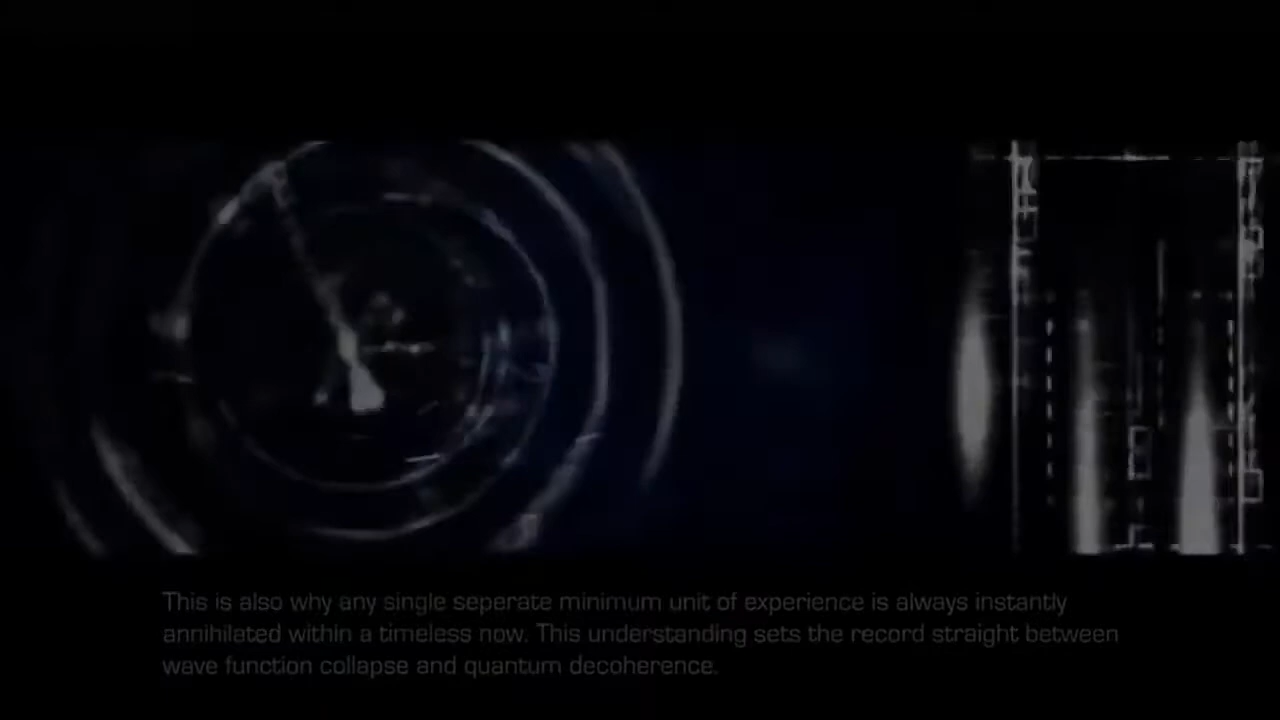 This is also why any single seperate minimum unit of experience is always instantly
annihilated within a timeless now. This understanding sets the record straight between
wave function collapse and quantum decoherence.